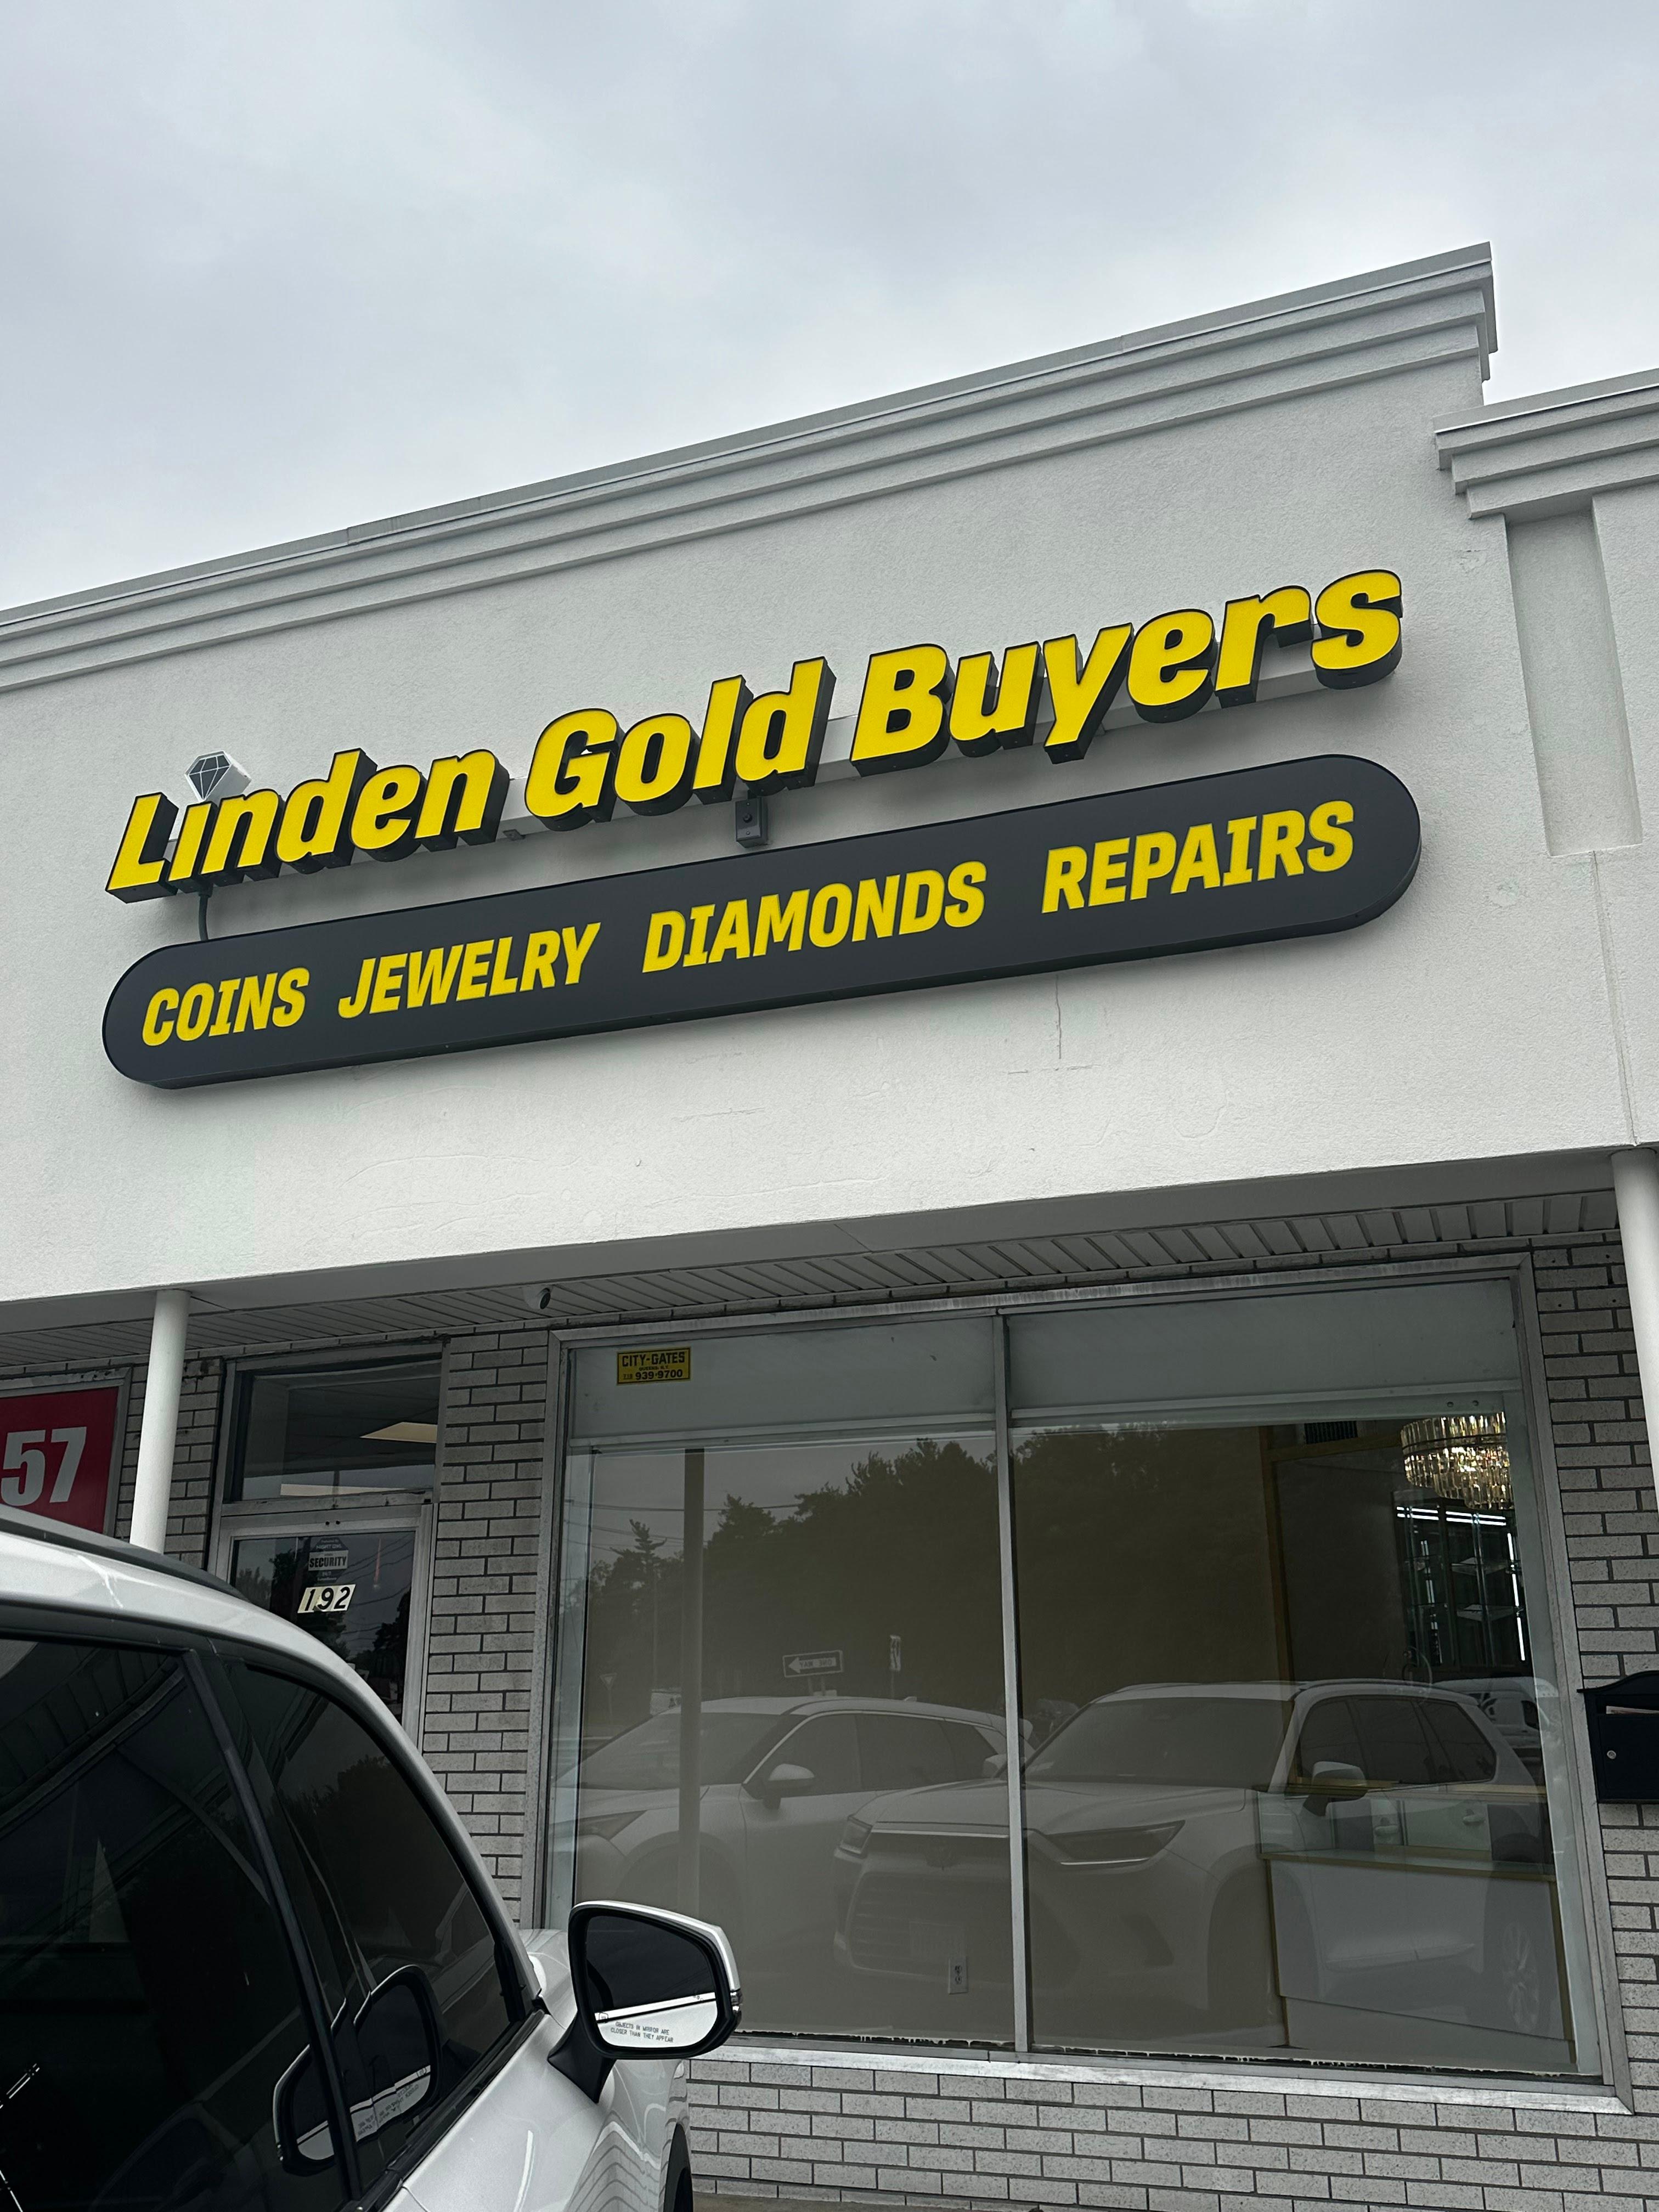 Linden Gold Buyers
COINS JEWELRY DIAMONDS REPAIRS
CITY-GATES
939-9700
57
SECURITY
192
OBJECTS IN MIRROR ARE
CLOSER THAN THEY APPEAR